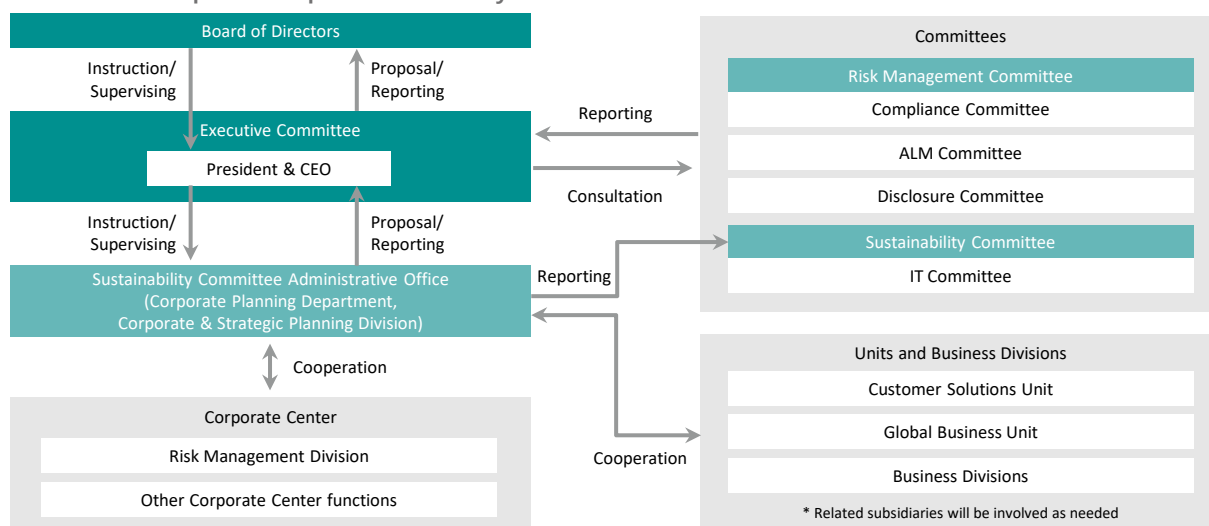 Board of Directors
Instruction/
Supervising
Proposal/
Reporting
Executive Committee
President & CEO
Instruction/
Supervising
Proposal/
Reporting
Sustainability Committee Administrative Office
(Corporate Planning Department,
Corporate & Strategic Planning Division)
Cooperation
Corporate Center
Risk Management Division
Other Corporate Center functions
Reporting
Consultation
Reporting
Cooperation
Committees
Risk Management Committee
Compliance Committee
ALM Committee
Disclosure Committee
Sustainability Committee
IT Committee
Units and Business Divisions
Customer Solutions Unit
Global Business Unit
Business Divisions
* Related subsidiaries will be involved as needed